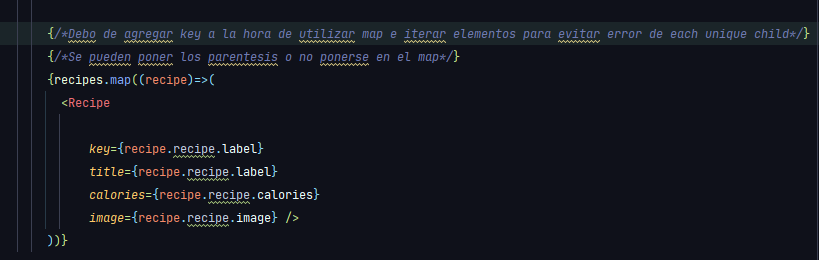 {/*Debo de agregar key a la hora de utilizar map e iterar elementos para evitar error de each unique child*/}
{/*Se pueden poner los parentesis o no ponerse en el map*/}
{recipes.map((recipe)=>(
<Recipe
key={recipe.recipe.label}
title={recipe.recipe.label}
calories={recipe.recipe.calories}
image={recipe.recipe.image} />
))}